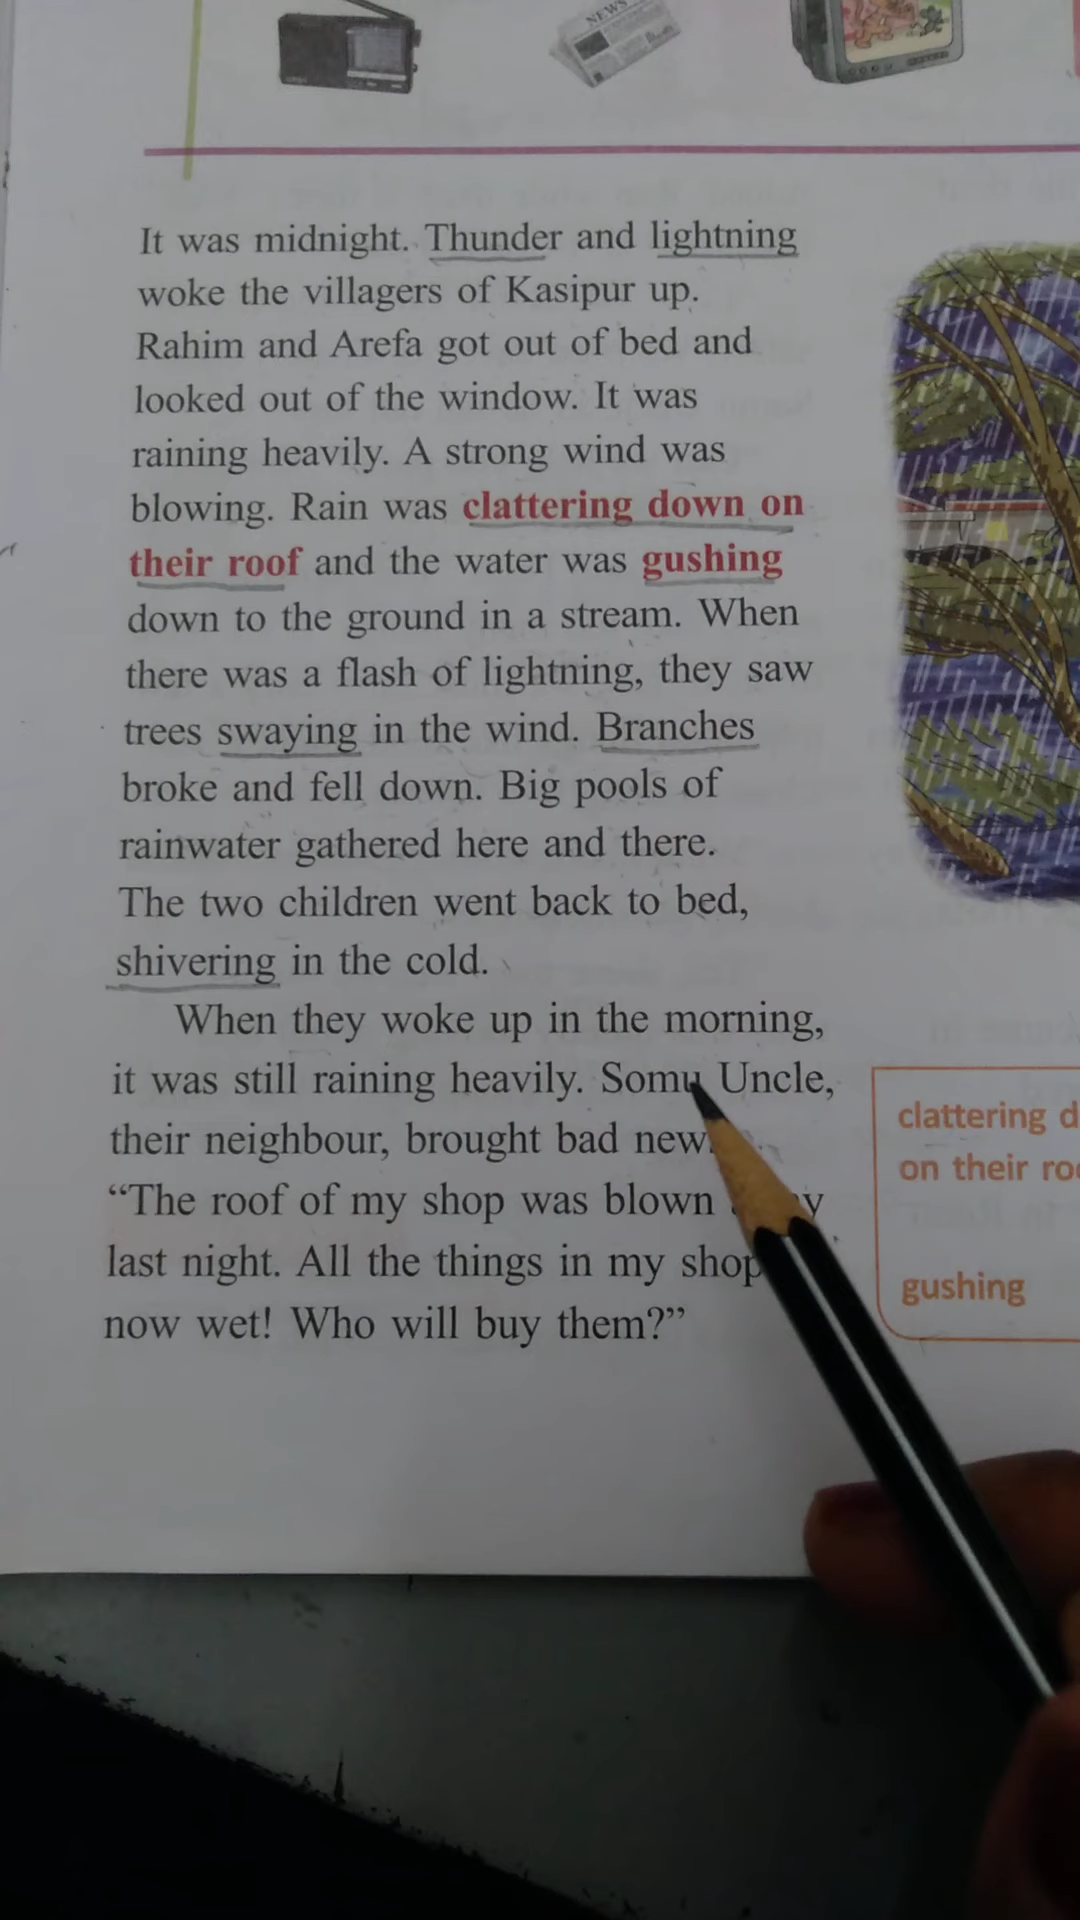 NEWS
It was midnight. Thunder and lightning
woke the villagers of Kasipur up.
Rahim and Arefa got out of bed and
looked out of the window. It was
raining heavily. A strong wind was
blowing. Rain was clattering down on
their roof and the water was gushing
down to the ground in a stream. When
there was a flash of lightning, they saw
trees swaying in the wind. Branches
broke and fell down. Big pools of
rainwater gathered here and there.
The two children went back to bed,
shivering in the cold.
When they woke up in the morning,
it was still raining heavily. Somu Uncle,
their neighbour, brought bad new
“The roof of my shop was blown
last night. All the things in my shop
now wet! Who will buy them?”
clattering d
on their ro
gushing